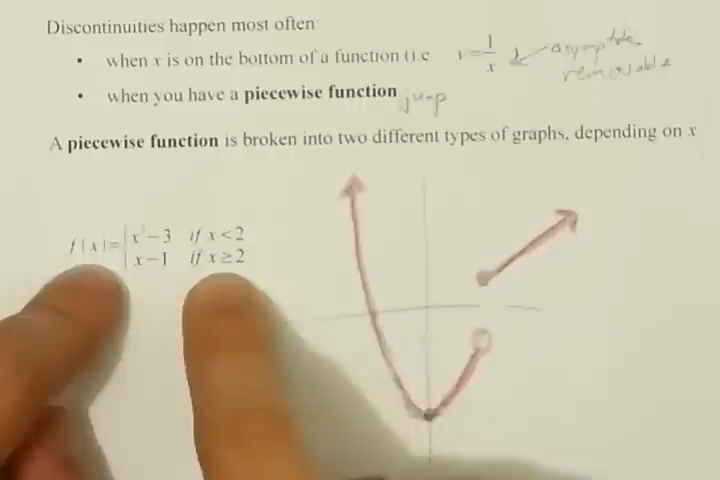 Discontinuities happen most often:
• when x is on the bottom of a function (i.e. y = 1/x) asymptote, removable
• when you have a piecewise function jump
A piecewise function is broken into two different types of graphs, depending on x
f(x)= x²−3 if x<2
x−1 if x≥2